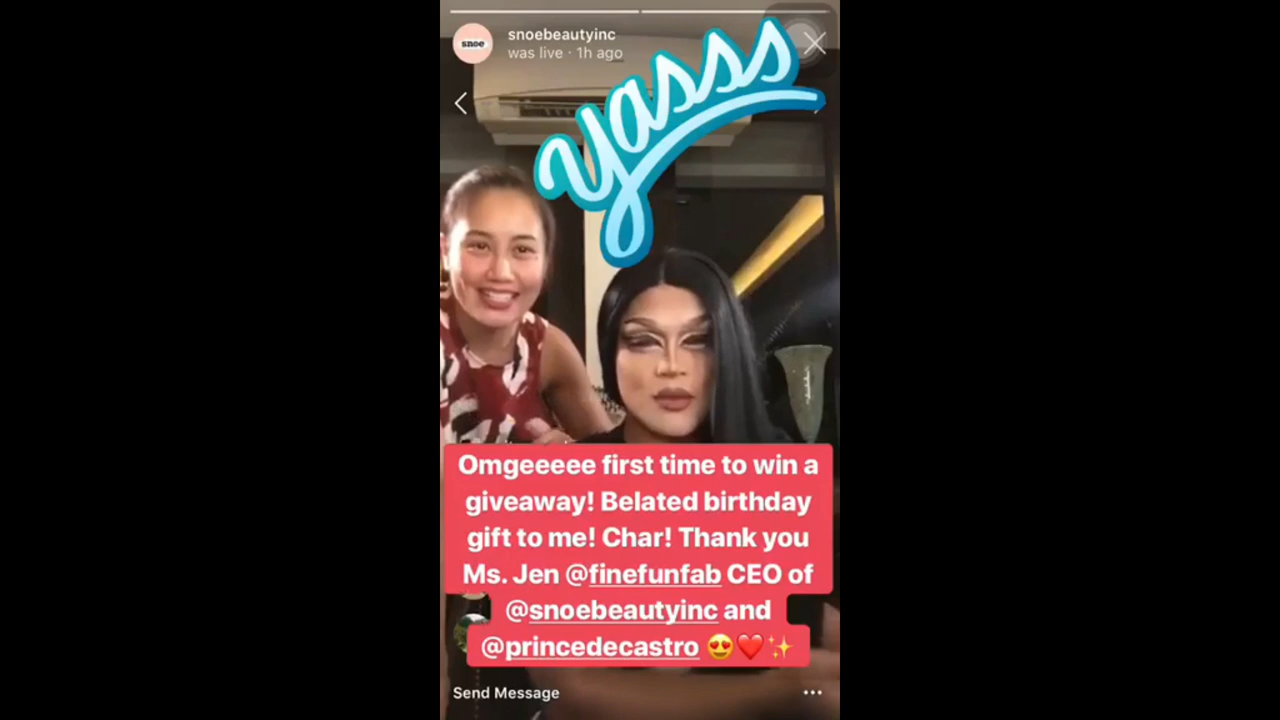 snoe
snoebeautyinc
was live · 1h ago
yasss
Omgeeeee first time to win a
giveaway! Belated birthday
gift to me! Char! Thank you
Ms. Jen @finefunfab CEO of
@snoebeautyinc and
@princedecastro 😍❤️✨
Send Message